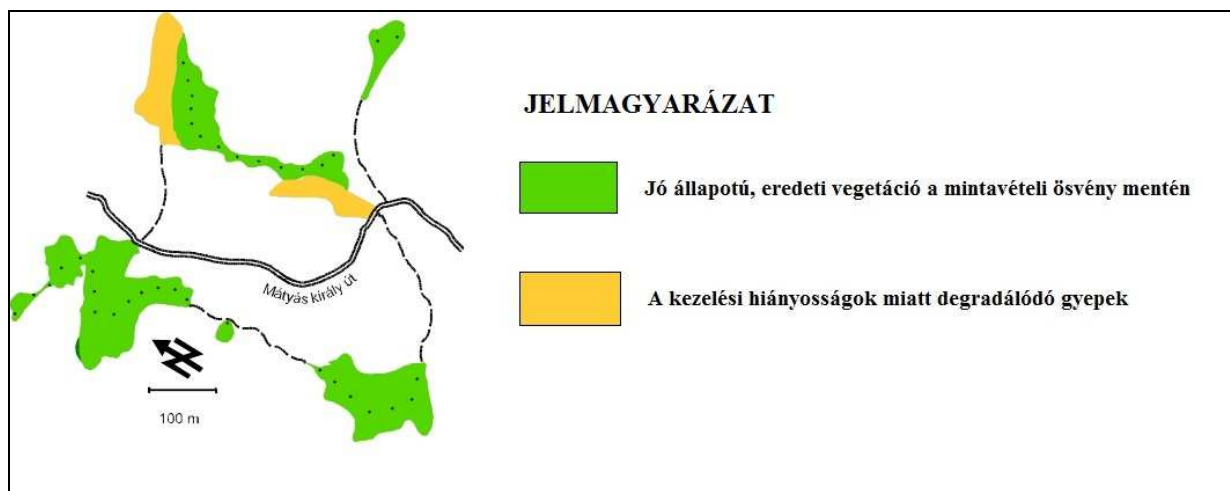 JELMAGYARÁZAT
Jó állapotú, eredeti vegetáció a mintavételi ösvény mentén
A kezelési hiányosságok miatt degradálódó gyepek
Mátyás király út
100 m